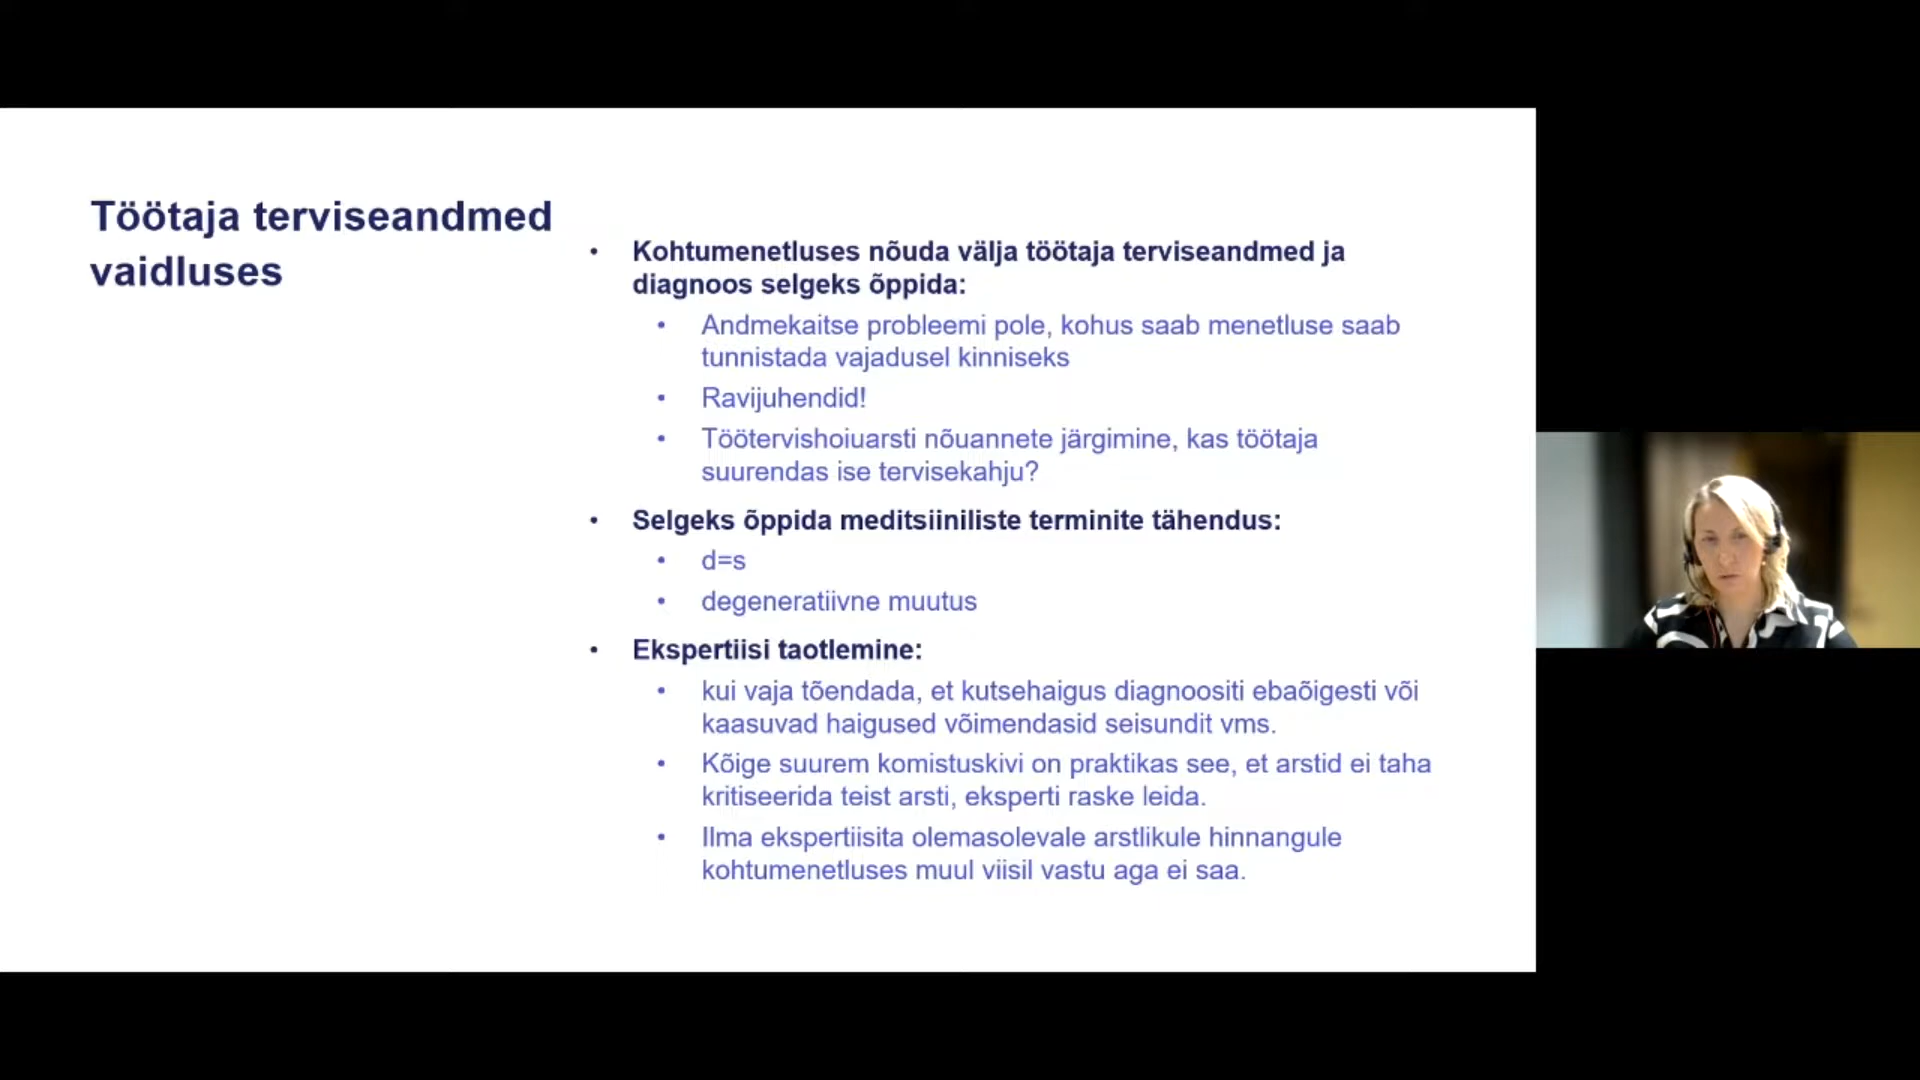 Töötaja terviseandmed
vaidluses
• Kohtumenetluses nõuda välja töötaja terviseandmed ja
diagnoos selgeks õppida:
• Andmekaitse probleemi pole, kohus saab menetluse saab
tunnistada vajadusel kinniseks
• Ravijuhendid!
• Töötervishoiuarsti nõuannete järgimine, kas töötaja
suurendas ise tervisekahju?
• Selgeks õppida meditsiiniliste terminite tähendus:
• d=s
• degeneratiivne muutus
• Ekspertiisi taotlemine:
• kui vaja tõendada, et kutsehaigus diagnoositi ebaõigesti või
kaasuvad haigused võimendasid seisundit vms.
• Kõige suurem komistuskivi on praktikas see, et arstid ei taha
kritiseerida teist arsti, eksperti raske leida.
• Ilma ekspertiisita olemasolevale arstlikule hinnangule
kohtumenetluses muul viisil vastu aga ei saa.